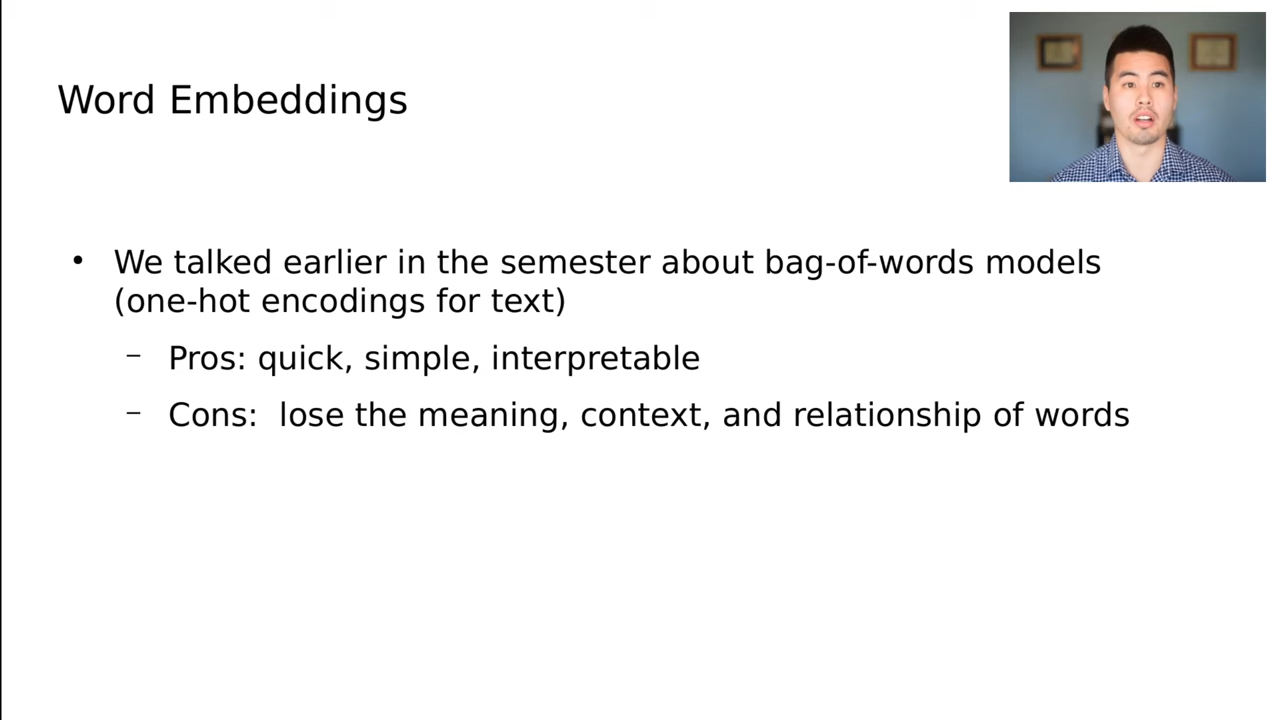 Word Embeddings
• We talked earlier in the semester about bag-of-words models
(one-hot encodings for text)
– Pros: quick, simple, interpretable
– Cons:  lose the meaning, context, and relationship of words